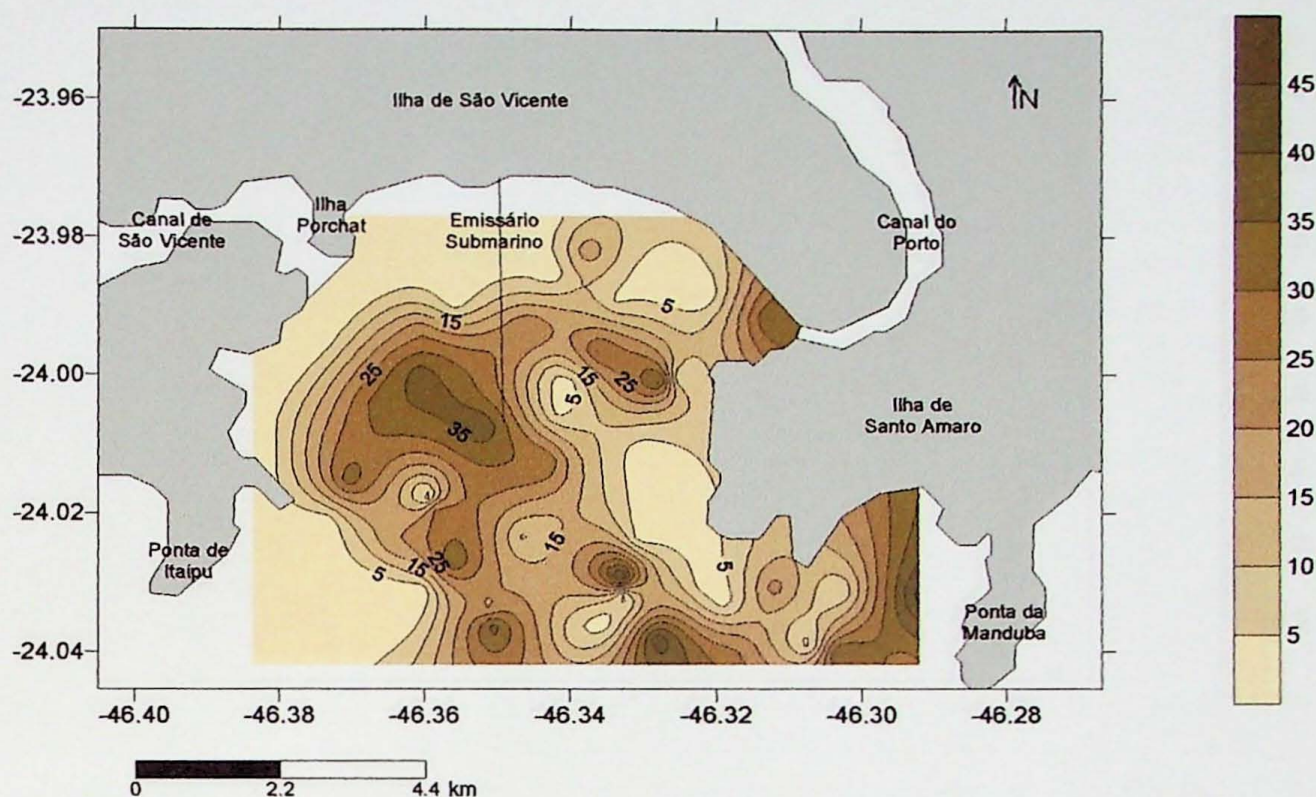 -23.96
-23.98
-24.00
-24.02
-24.04
-46.40
-46.38
-46.36
-46.34
-46.32
-46.30
-46.28
Ilha de São Vicente
N
Ilha
Porchat
Canal de
São Vicente
Emissário
Submarino
Canal do
Porto
Ilha de
Santo Amaro
Ponta de
Itaípu
Ponta da
Manduba
5
15
25
35
15
25
5
15
5
15
25
5
45
40
35
30
25
20
15
10
5
0
2.2
4.4 km